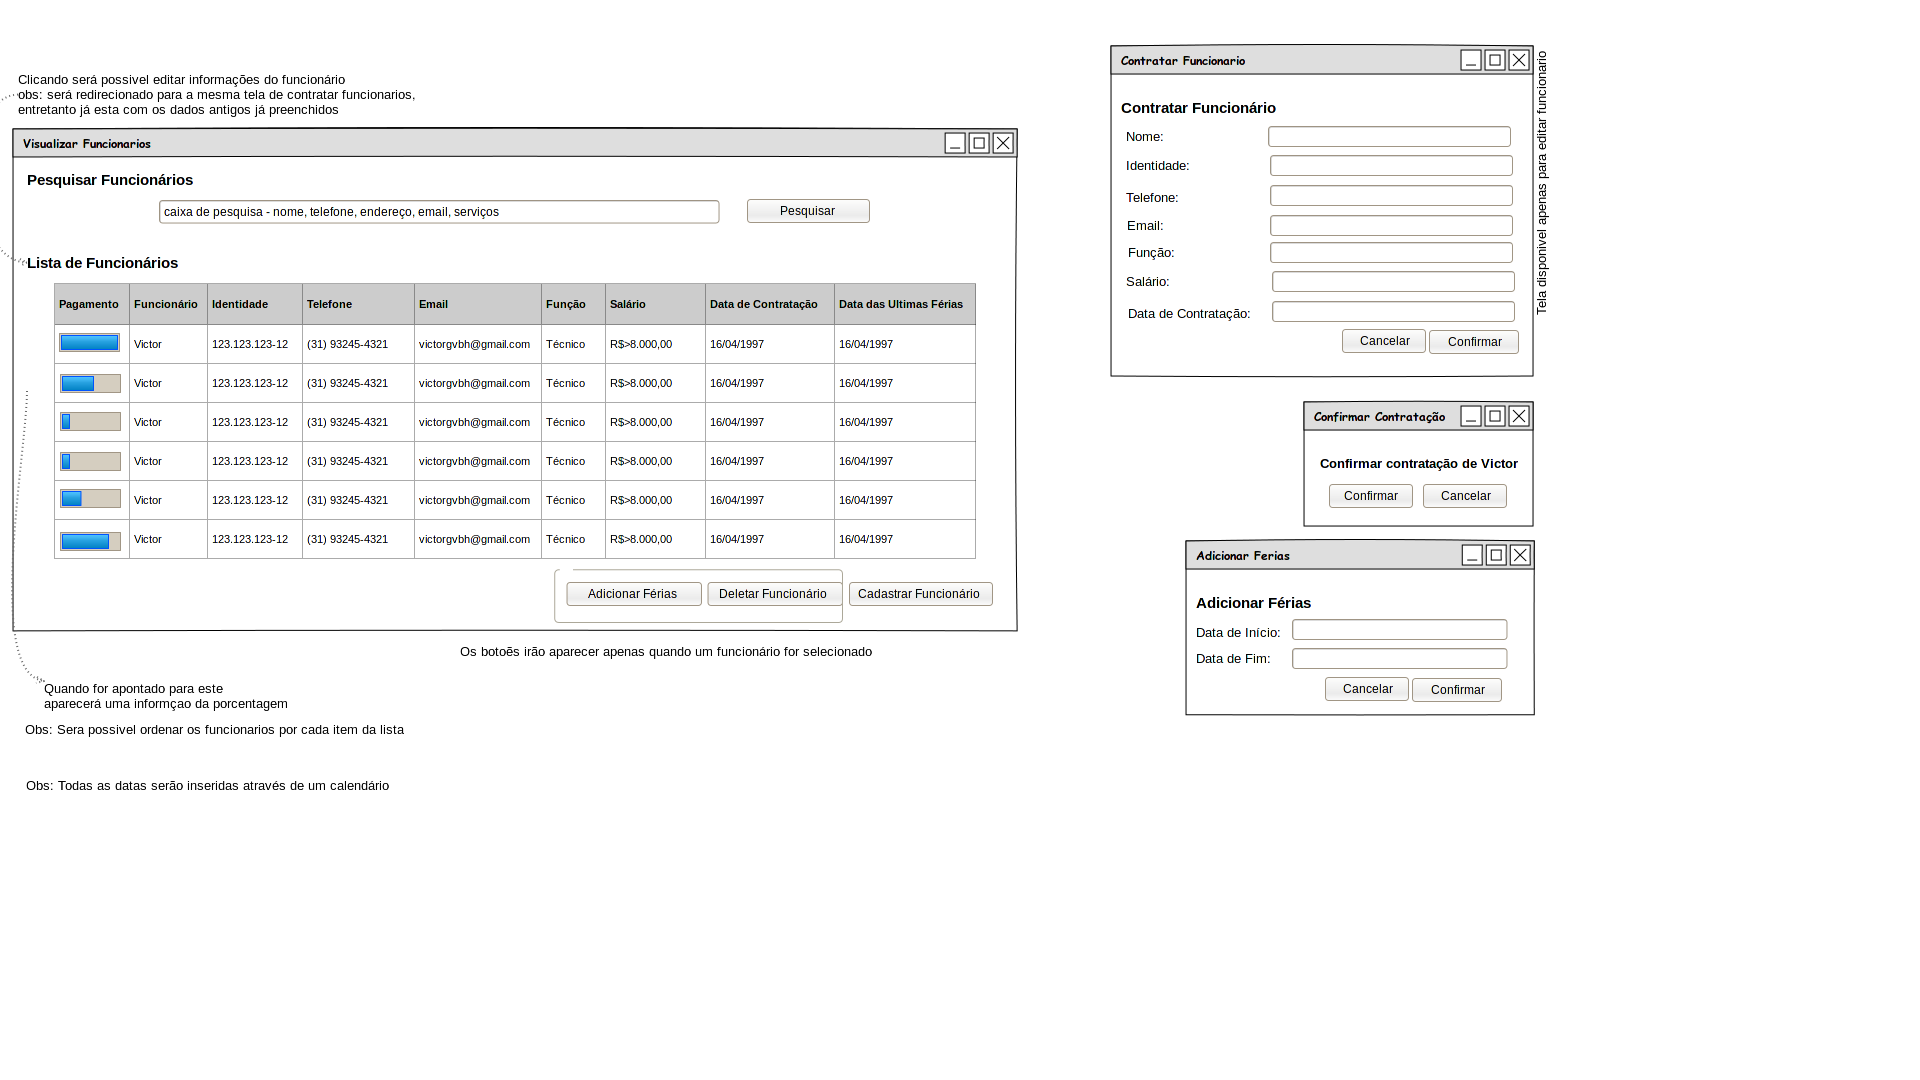 Clicando será possivel editar informações do funcionário
obs: será redirecionado para a mesma tela de contratar funcionarios,
entretanto já esta com os dados antigos já preenchidos
Visualizar Funcionarios
Pesquisar Funcionários
caixa de pesquisa - nome, telefone, endereço, email, serviços
Pesquisar
Lista de Funcionários
Pagamento Funcionário Identidade Telefone Email Função Salário Data de Contratação Data das Ultimas Férias
Victor 123.123.123-12 (31) 93245-4321 victorgvbh@gmail.com Técnico R$>8.000,00 16/04/1997 16/04/1997
Victor 123.123.123-12 (31) 93245-4321 victorgvbh@gmail.com Técnico R$>8.000,00 16/04/1997 16/04/1997
Victor 123.123.123-12 (31) 93245-4321 victorgvbh@gmail.com Técnico R$>8.000,00 16/04/1997 16/04/1997
Victor 123.123.123-12 (31) 93245-4321 victorgvbh@gmail.com Técnico R$>8.000,00 16/04/1997 16/04/1997
Victor 123.123.123-12 (31) 93245-4321 victorgvbh@gmail.com Técnico R$>8.000,00 16/04/1997 16/04/1997
Victor 123.123.123-12 (31) 93245-4321 victorgvbh@gmail.com Técnico R$>8.000,00 16/04/1997 16/04/1997
Adicionar Férias Deletar Funcionário Cadastrar Funcionário
Os botoẽs irão aparecer apenas quando um funcionário for selecionado
Quando for apontado para este
aparecerá uma informçao da porcentagem
Obs: Sera possivel ordenar os funcionarios por cada item da lista
Obs: Todas as datas serão inseridas através de um calendário
Contratar Funcionario
Contratar Funcionário
Nome:
Identidade:
Telefone:
Email:
Função:
Salário:
Data de Contratação:
Cancelar Confirmar
Tela disponivel apenas para editar funcionario
Confirmar Contratação
Confirmar contratação de Victor
Confirmar Cancelar
Adicionar Ferias
Adicionar Férias
Data de Início:
Data de Fim:
Cancelar Confirmar